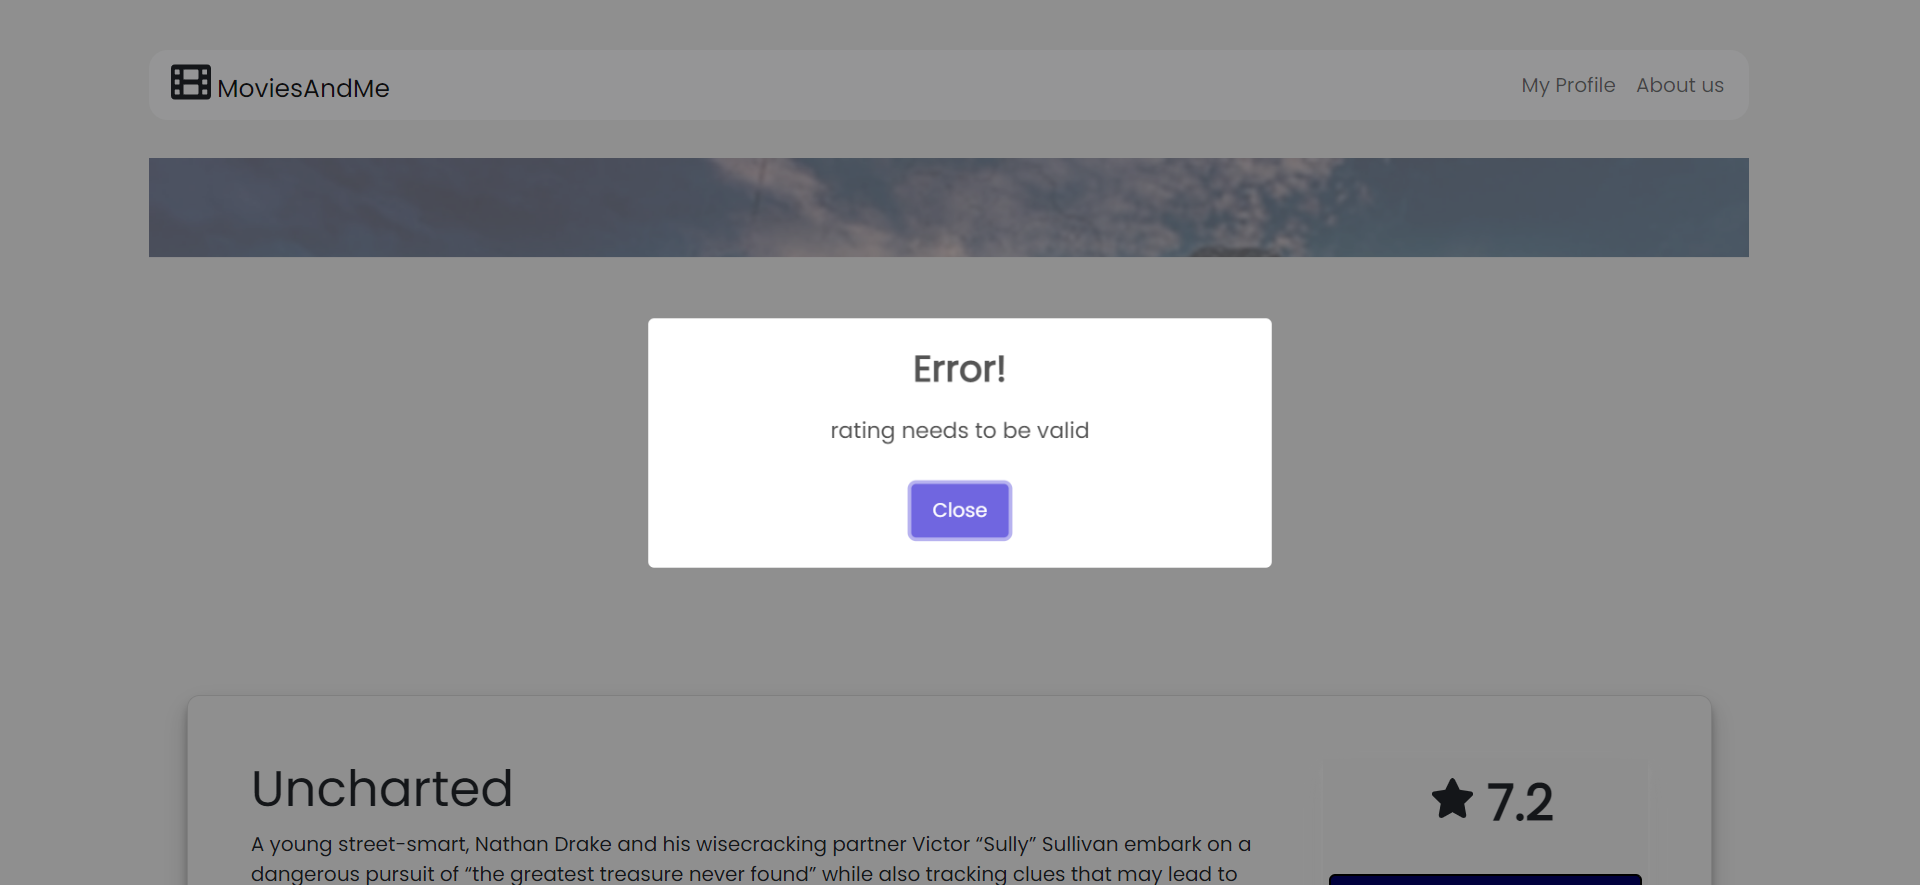 MoviesAndMe
My Profile
About us
Error!
rating needs to be valid
Close
Uncharted
7.2
A young street-smart, Nathan Drake and his wisecracking partner Victor “Sully” Sullivan embark on a
dangerous pursuit of “the greatest treasure never found” while also tracking clues that may lead to